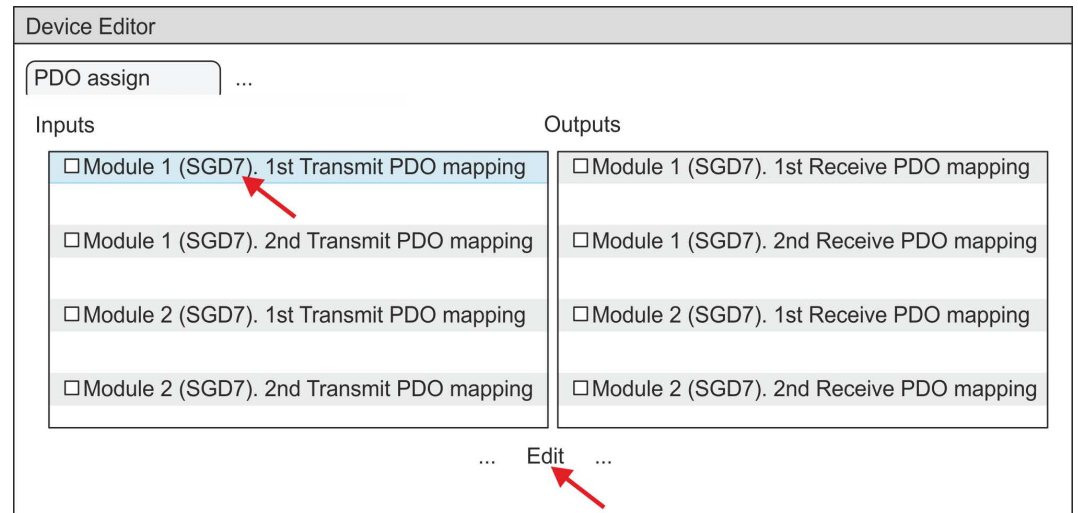 Device Editor
PDO assign ...
Inputs
Outputs
Module 1 (SGD7). 1st Transmit PDO mapping
Module 1 (SGD7). 2nd Transmit PDO mapping
Module 2 (SGD7). 1st Transmit PDO mapping
Module 2 (SGD7). 2nd Transmit PDO mapping
Module 1 (SGD7). 1st Receive PDO mapping
Module 1 (SGD7). 2nd Receive PDO mapping
Module 2 (SGD7). 1st Receive PDO mapping
Module 2 (SGD7). 2nd Receive PDO mapping
... Edit ...